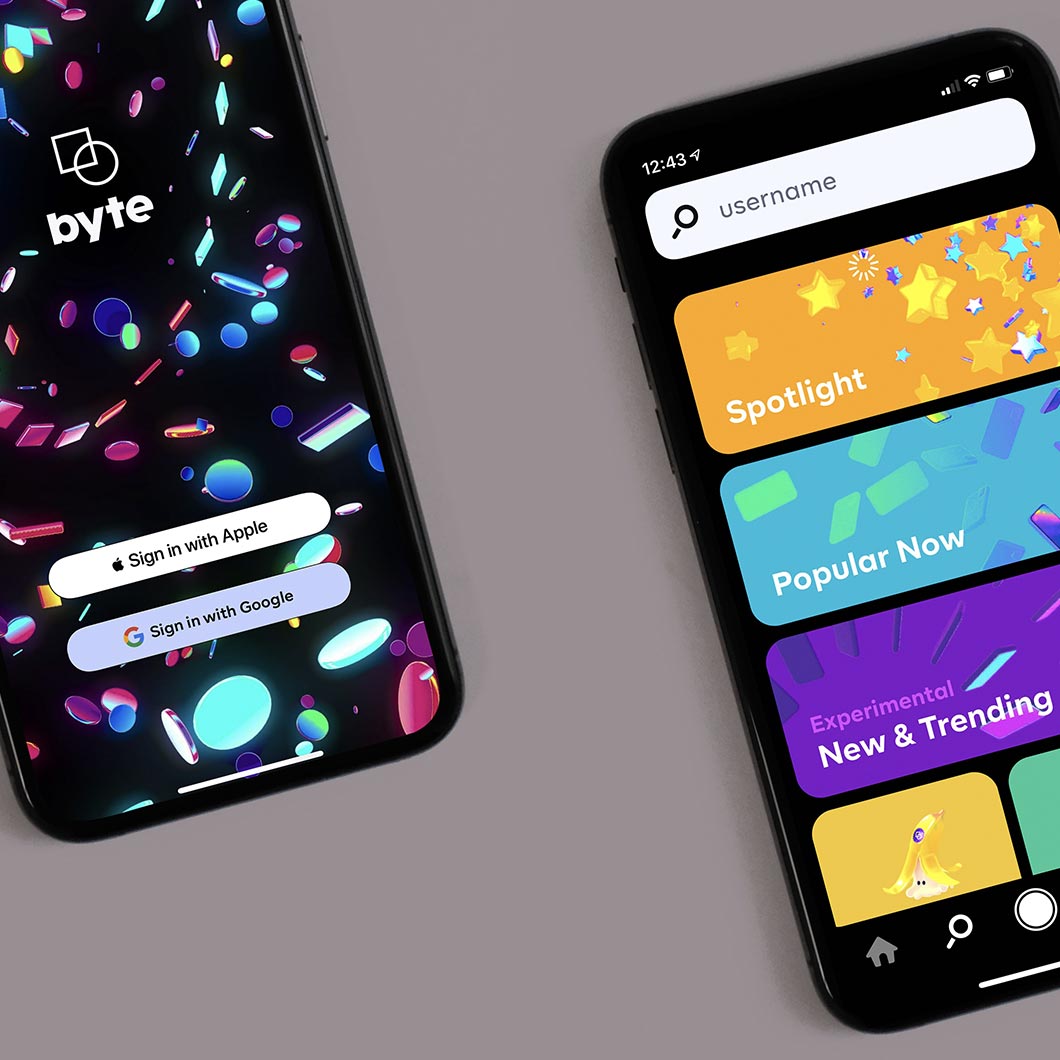 byte
Sign in with Apple
Sign in with Google
12:43
username
Spotlight
Popular Now
Experimental
New & Trending